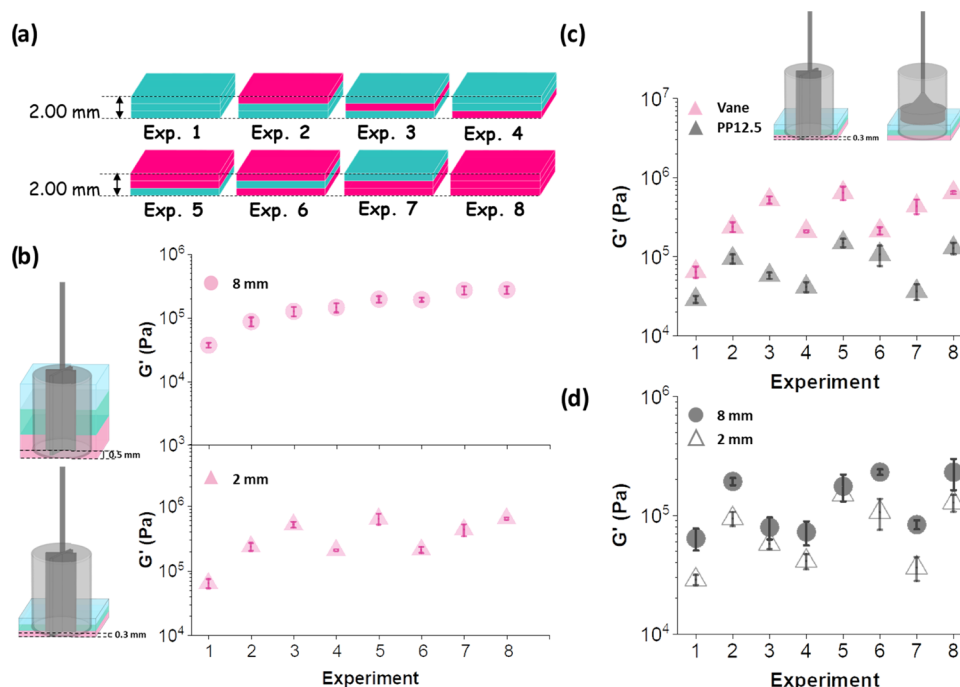 (a)
2.00 mm
Exp. 1
Exp. 2
Exp. 3
Exp. 4
2.00 mm
Exp. 5
Exp. 6
Exp. 7
Exp. 8
(b)
0.5 mm
0.3 mm
10^6
10^5
10^4
10^3
G' (Pa)
8 mm
10^6
10^5
10^4
G' (Pa)
2 mm
1 2 3 4 5 6 7 8
Experiment
(c)
Vane
PP12.5
0.3 mm
10^7
10^6
10^5
10^4
G' (Pa)
1 2 3 4 5 6 7 8
Experiment
(d)
8 mm
2 mm
10^6
10^5
10^4
G' (Pa)
1 2 3 4 5 6 7 8
Experiment